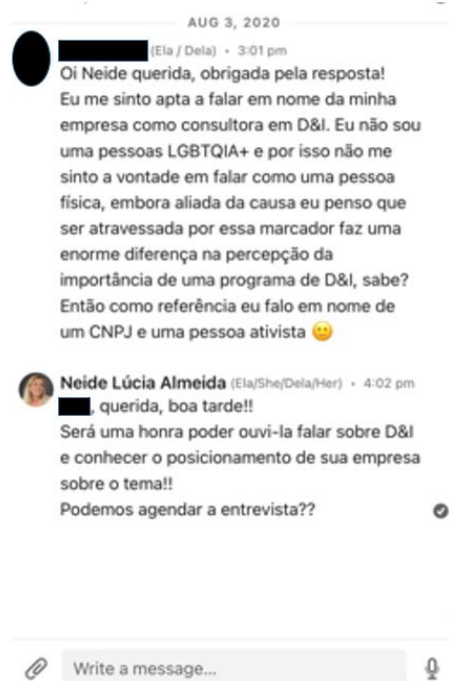 AUG 3, 2020
(Ela / Dela) • 3:01 pm
Oi Neide querida, obrigada pela resposta!
Eu me sinto apta a falar em nome da minha
empresa como consultora em D&I. Eu não sou
uma pessoas LGBTQIA+ e por isso não me
sinto a vontade em falar como uma pessoa
física, embora aliada da causa eu penso que
ser atravessada por essa marcador faz uma
enorme diferença na percepção da
importância de uma programa de D&I, sabe?
Então como referência eu falo em nome de
um CNPJ e uma pessoa ativista 🙂
Neide Lúcia Almeida (Ela/She/Dela/Her) • 4:02 pm
, querida, boa tarde!!
Será uma honra poder ouvi-la falar sobre D&I
e conhecer o posicionamento de sua empresa
sobre o tema!!
Podemos agendar a entrevista??
Write a message...